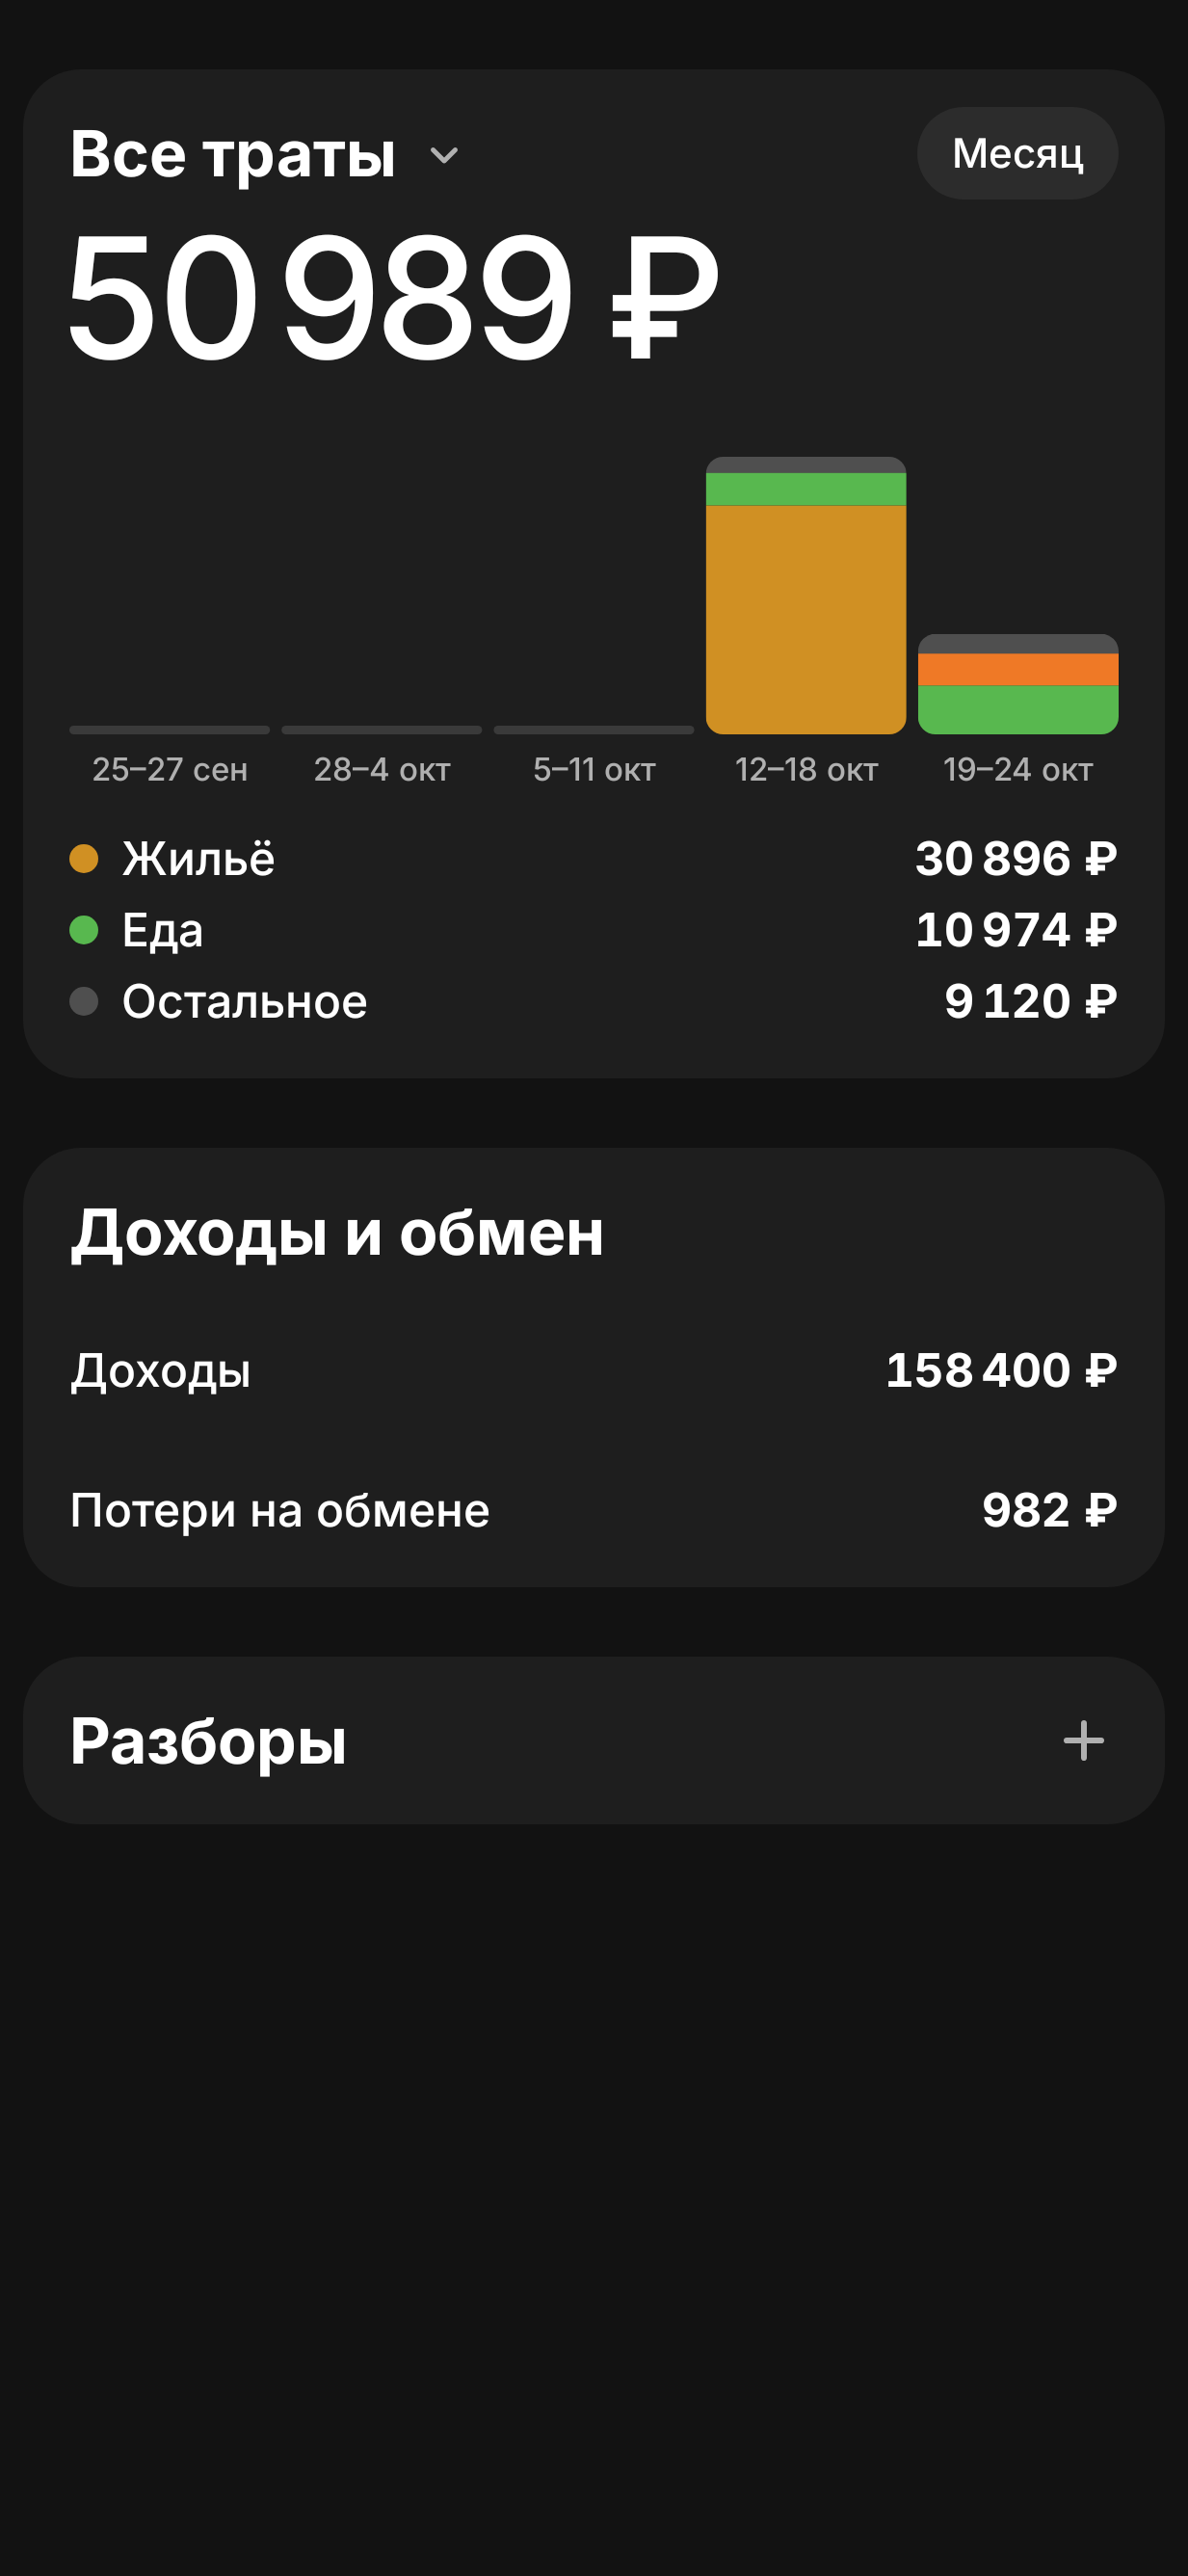 Все траты
Месяц
50 989 ₽
25–27 сен
28–4 окт
5–11 окт
12–18 окт
19–24 окт
Жильё 30 896 ₽
Еда 10 974 ₽
Остальное 9 120 ₽
Доходы и обмен
Доходы 158 400 ₽
Потери на обмене 982 ₽
Разборы